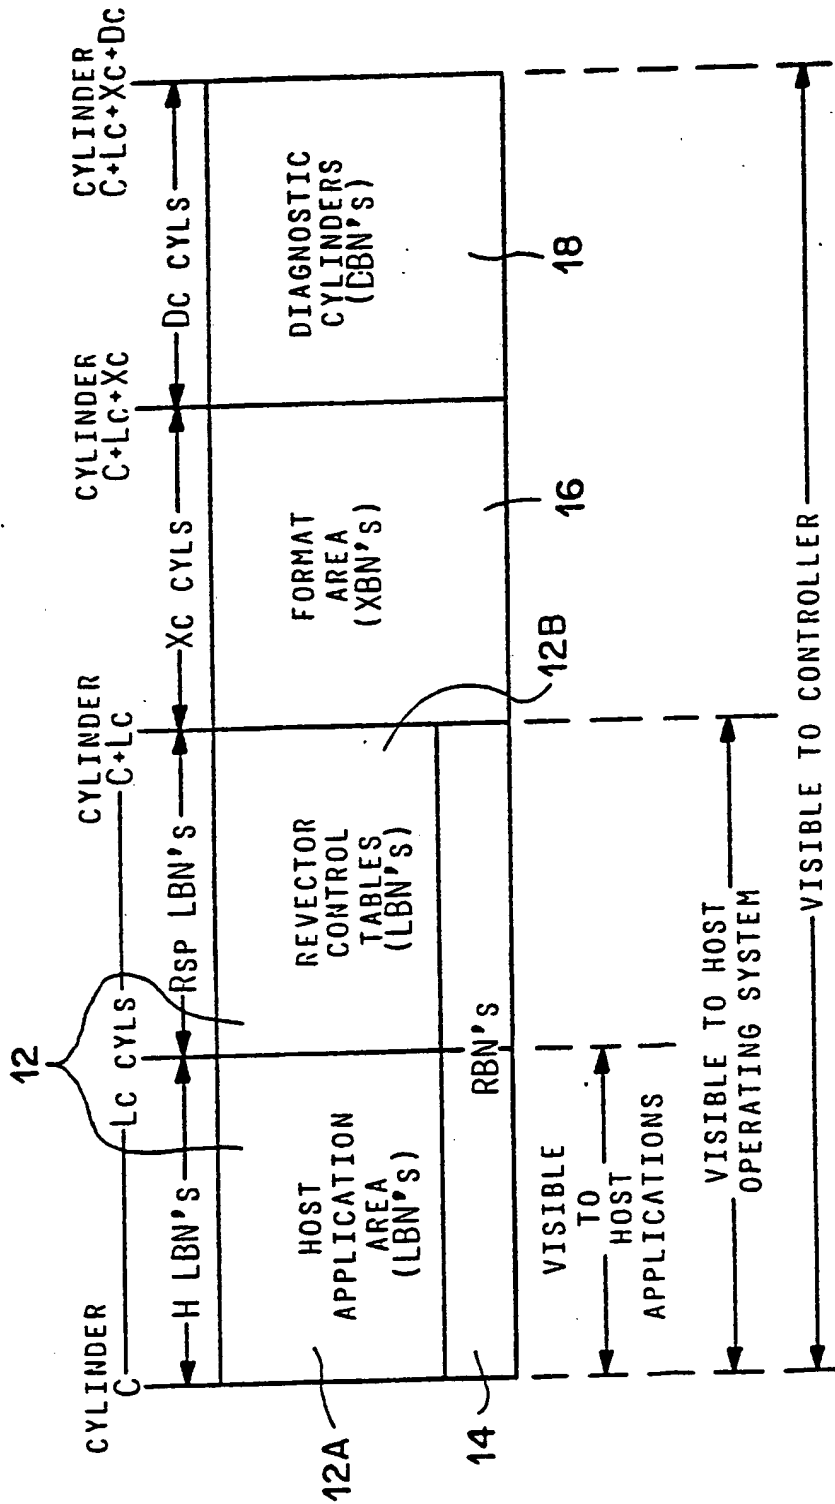 12
CYLINDER
C
CYLINDER
C+LC
CYLINDER
C+LC+XC
CYLINDER
C+LC+XC+DC
LC CYLS
H LBN'S
RSP LBN'S
XC CYLS
DC CYLS
HOST
APPLICATION
AREA
(LBN'S)
REVECTOR
CONTROL
TABLES
(LBN'S)
FORMAT
AREA
(XBN'S)
DIAGNOSTIC
CYLINDERS
(DBN'S)
RBN'S
12A
14
12B
16
18
VISIBLE
TO
HOST
APPLICATIONS
VISIBLE TO HOST
OPERATING SYSTEM
VISIBLE TO CONTROLLER